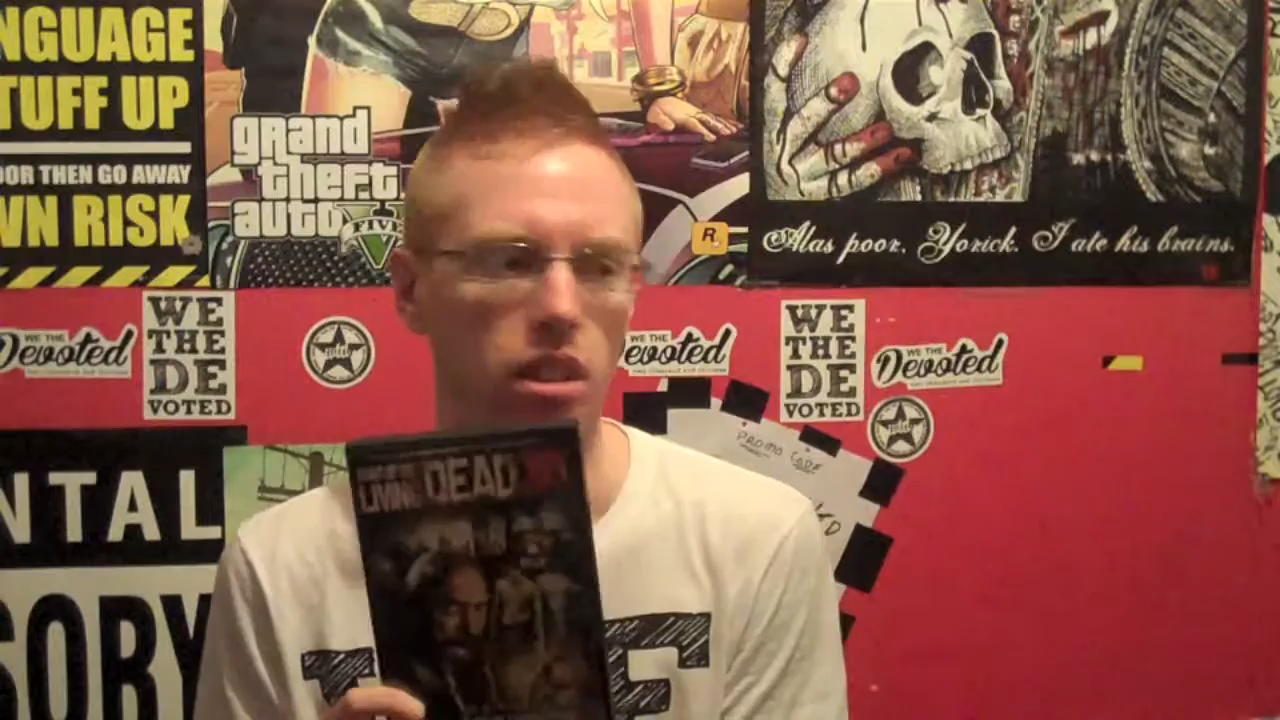 NGUAGE
TUFF UP
OOR THEN GO AWAY
WN RISK
grand
theft
auto
FIVE
V
R
Alas poor, Yorick. I ate his brains.
WE THE
Devoted
WE
THE
DE
VOTED
WE THE
evoted
WE
THE
DE
VOTED
WE THE
Devoted
PROMO CODE
NTAL
SORY
LIVING DEAD